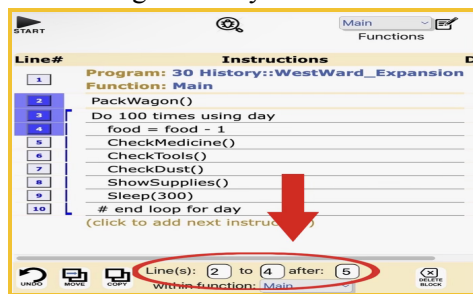 START
Main
Functions
Line# Instructions D
1 Program: 30 History::WestWard_Expansion
Function: Main
2 PackWagon()
3 Do 100 times using day
4 food = food - 1
5 CheckMedicine()
6 CheckTools()
7 CheckDust()
8 ShowSupplies()
9 Sleep(300)
10 # end loop for day
(click to add next
UNDO MOVE COPY Line(s): 2 to 4 after: 5 DELETE BLOCK
within function: Main